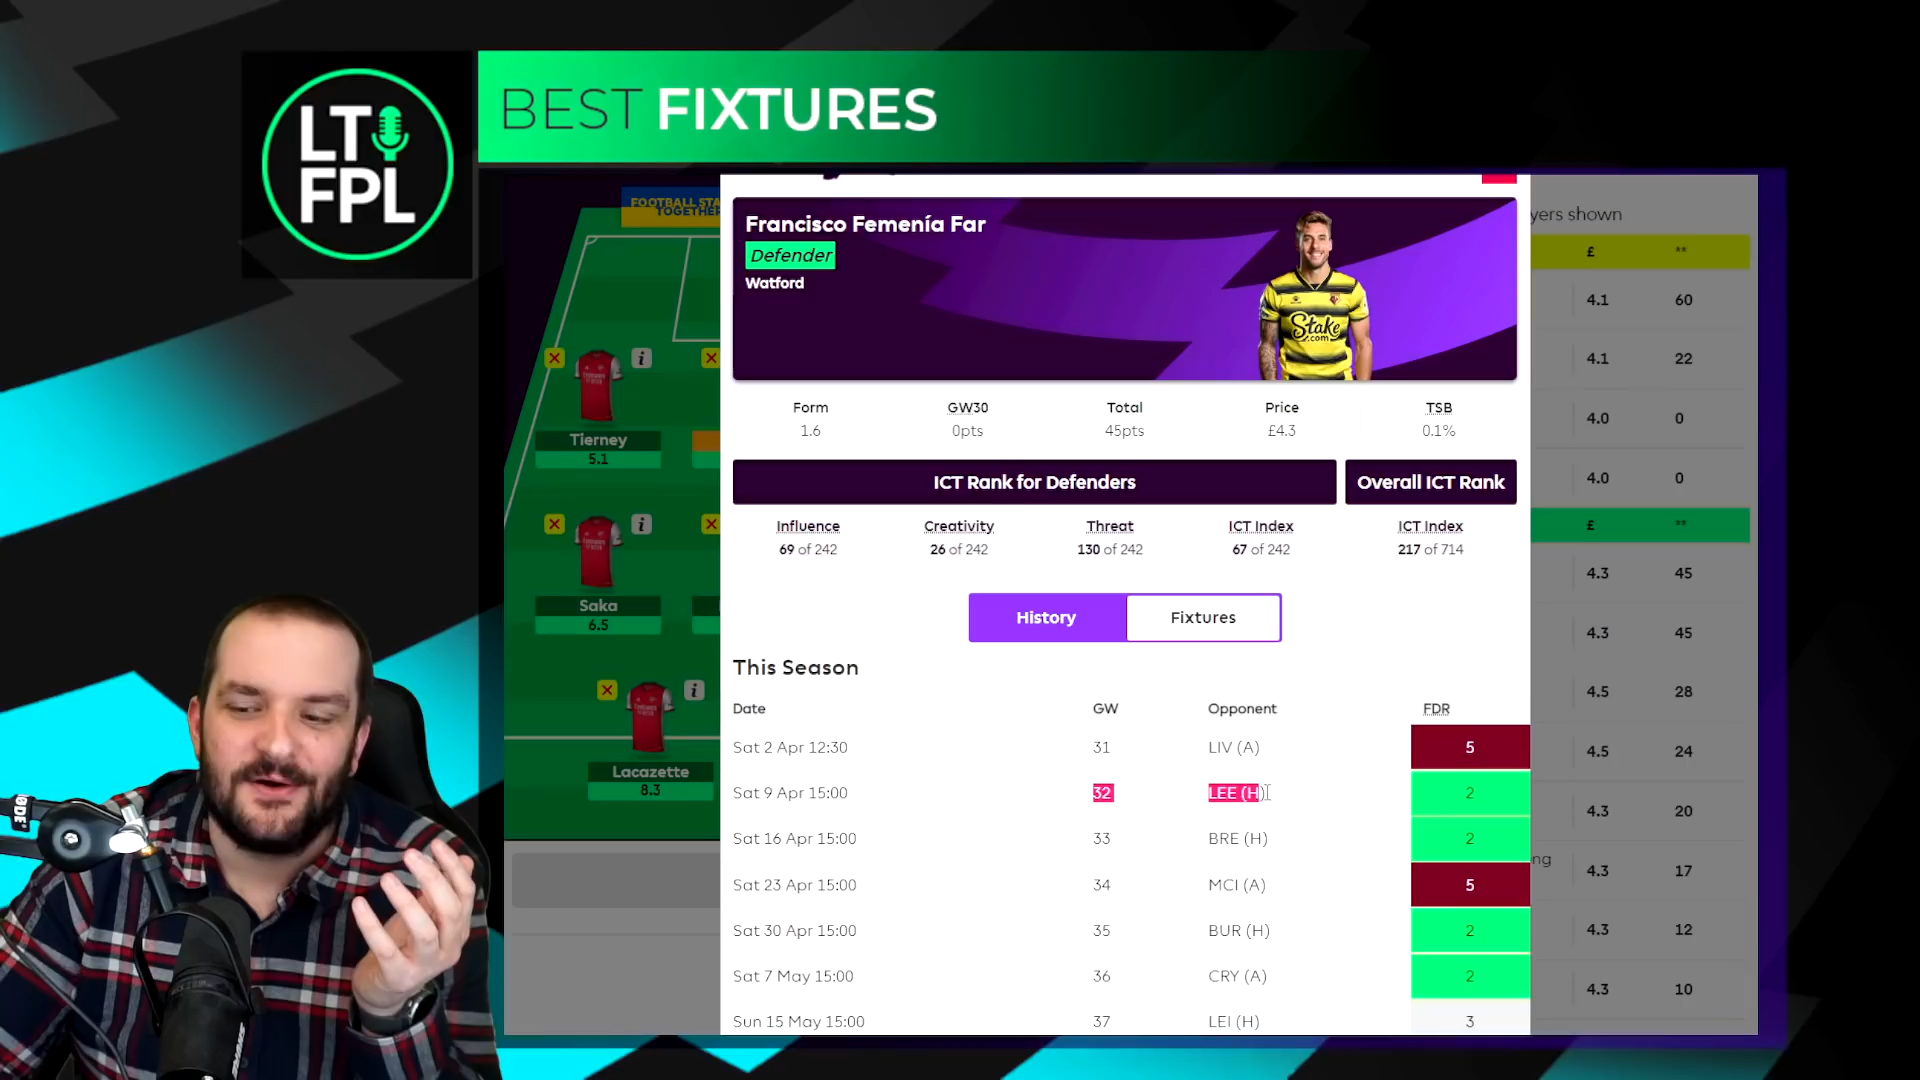 LT
FPL
BEST FIXTURES
FOOTBALL STA
TOGETHER
Francisco Femenía Far
Defender
Watford
Stake
.com
Form GW30 Total Price TSB
1.6 0pts 45pts £4.3 0.1%
ICT Rank for Defenders Overall ICT Rank
Influence Creativity Threat ICT Index ICT Index
69 of 242 26 of 242 130 of 242 67 of 242 217 of 714
History Fixtures
This Season
Date GW Opponent FDR
Sat 2 Apr 12:30 31 LIV (A) 5
Sat 9 Apr 15:00 32 LEE (H) 2
Sat 16 Apr 15:00 33 BRE (H) 2
Sat 23 Apr 15:00 34 MCI (A) 5
Sat 30 Apr 15:00 35 BUR (H) 2
Sat 7 May 15:00 36 CRY (A) 2
Sun 15 May 15:00 37 LEI (H) 3
Tierney
5.1
Saka
6.5
Lacazette
8.3
yers shown
£ **
4.1 60
4.1 22
4.0 0
4.0 0
£ **
4.3 45
4.3 45
4.5 28
4.5 24
4.3 20
ng 4.3 17
4.3 12
4.3 10